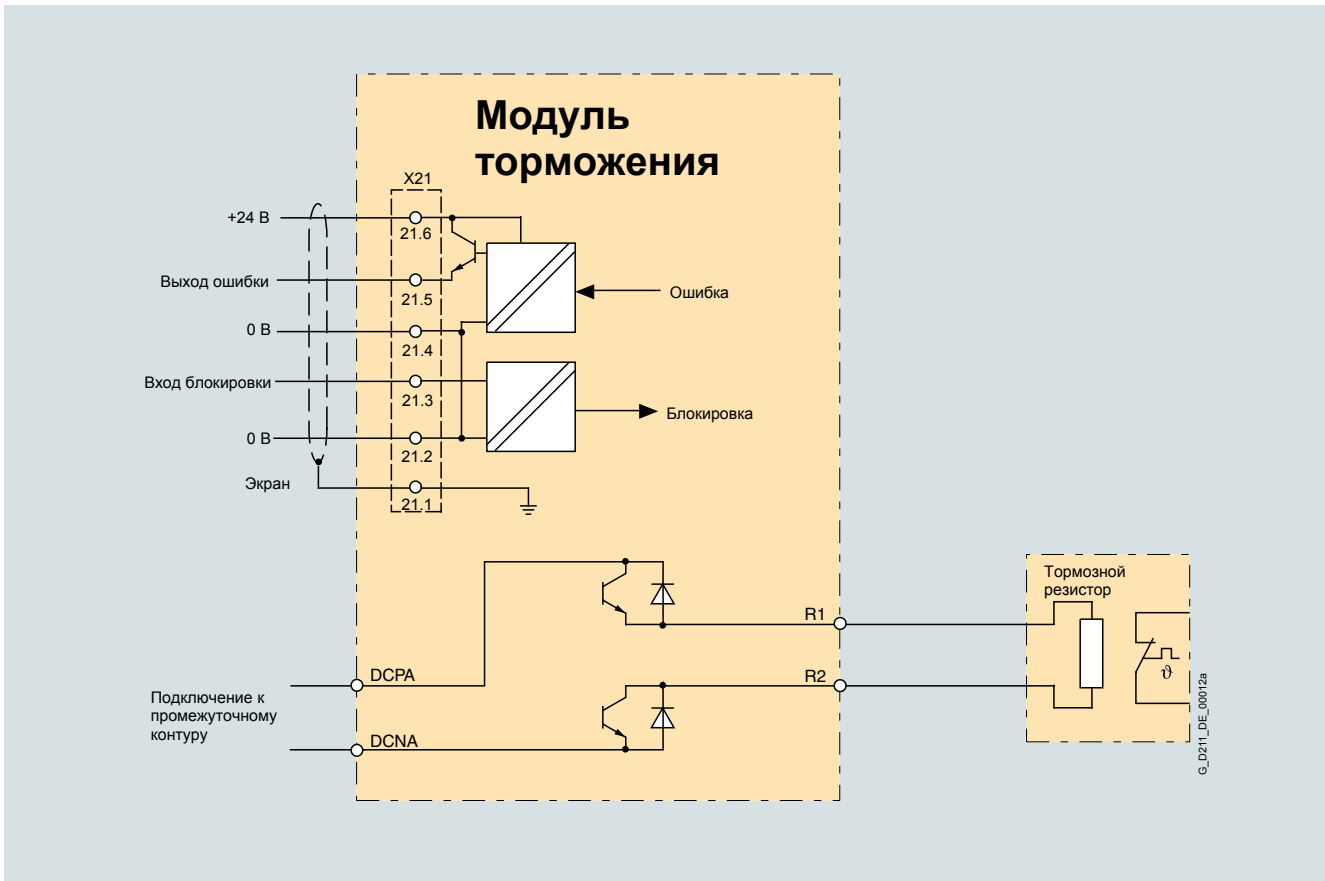 Модуль
торможения
X21
+24 В
21.6
Выход ошибки
21.5
Ошибка
0 В
21.4
Вход блокировки
21.3
Блокировка
0 В
21.2
Экран
21.1
Тормозной
резистор
R1
DCPA
R2
ϑ
Подключение к
промежуточному
контуру
DCNA
G_D211_DE_00012a